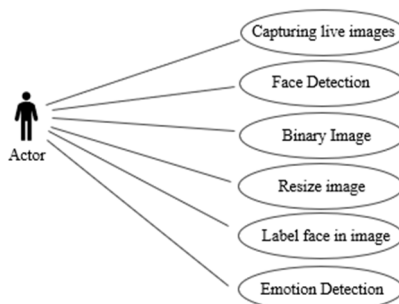 Capturing live images
Face Detection
Binary Image
Actor
Resize image
Label face in image
Emotion Detection